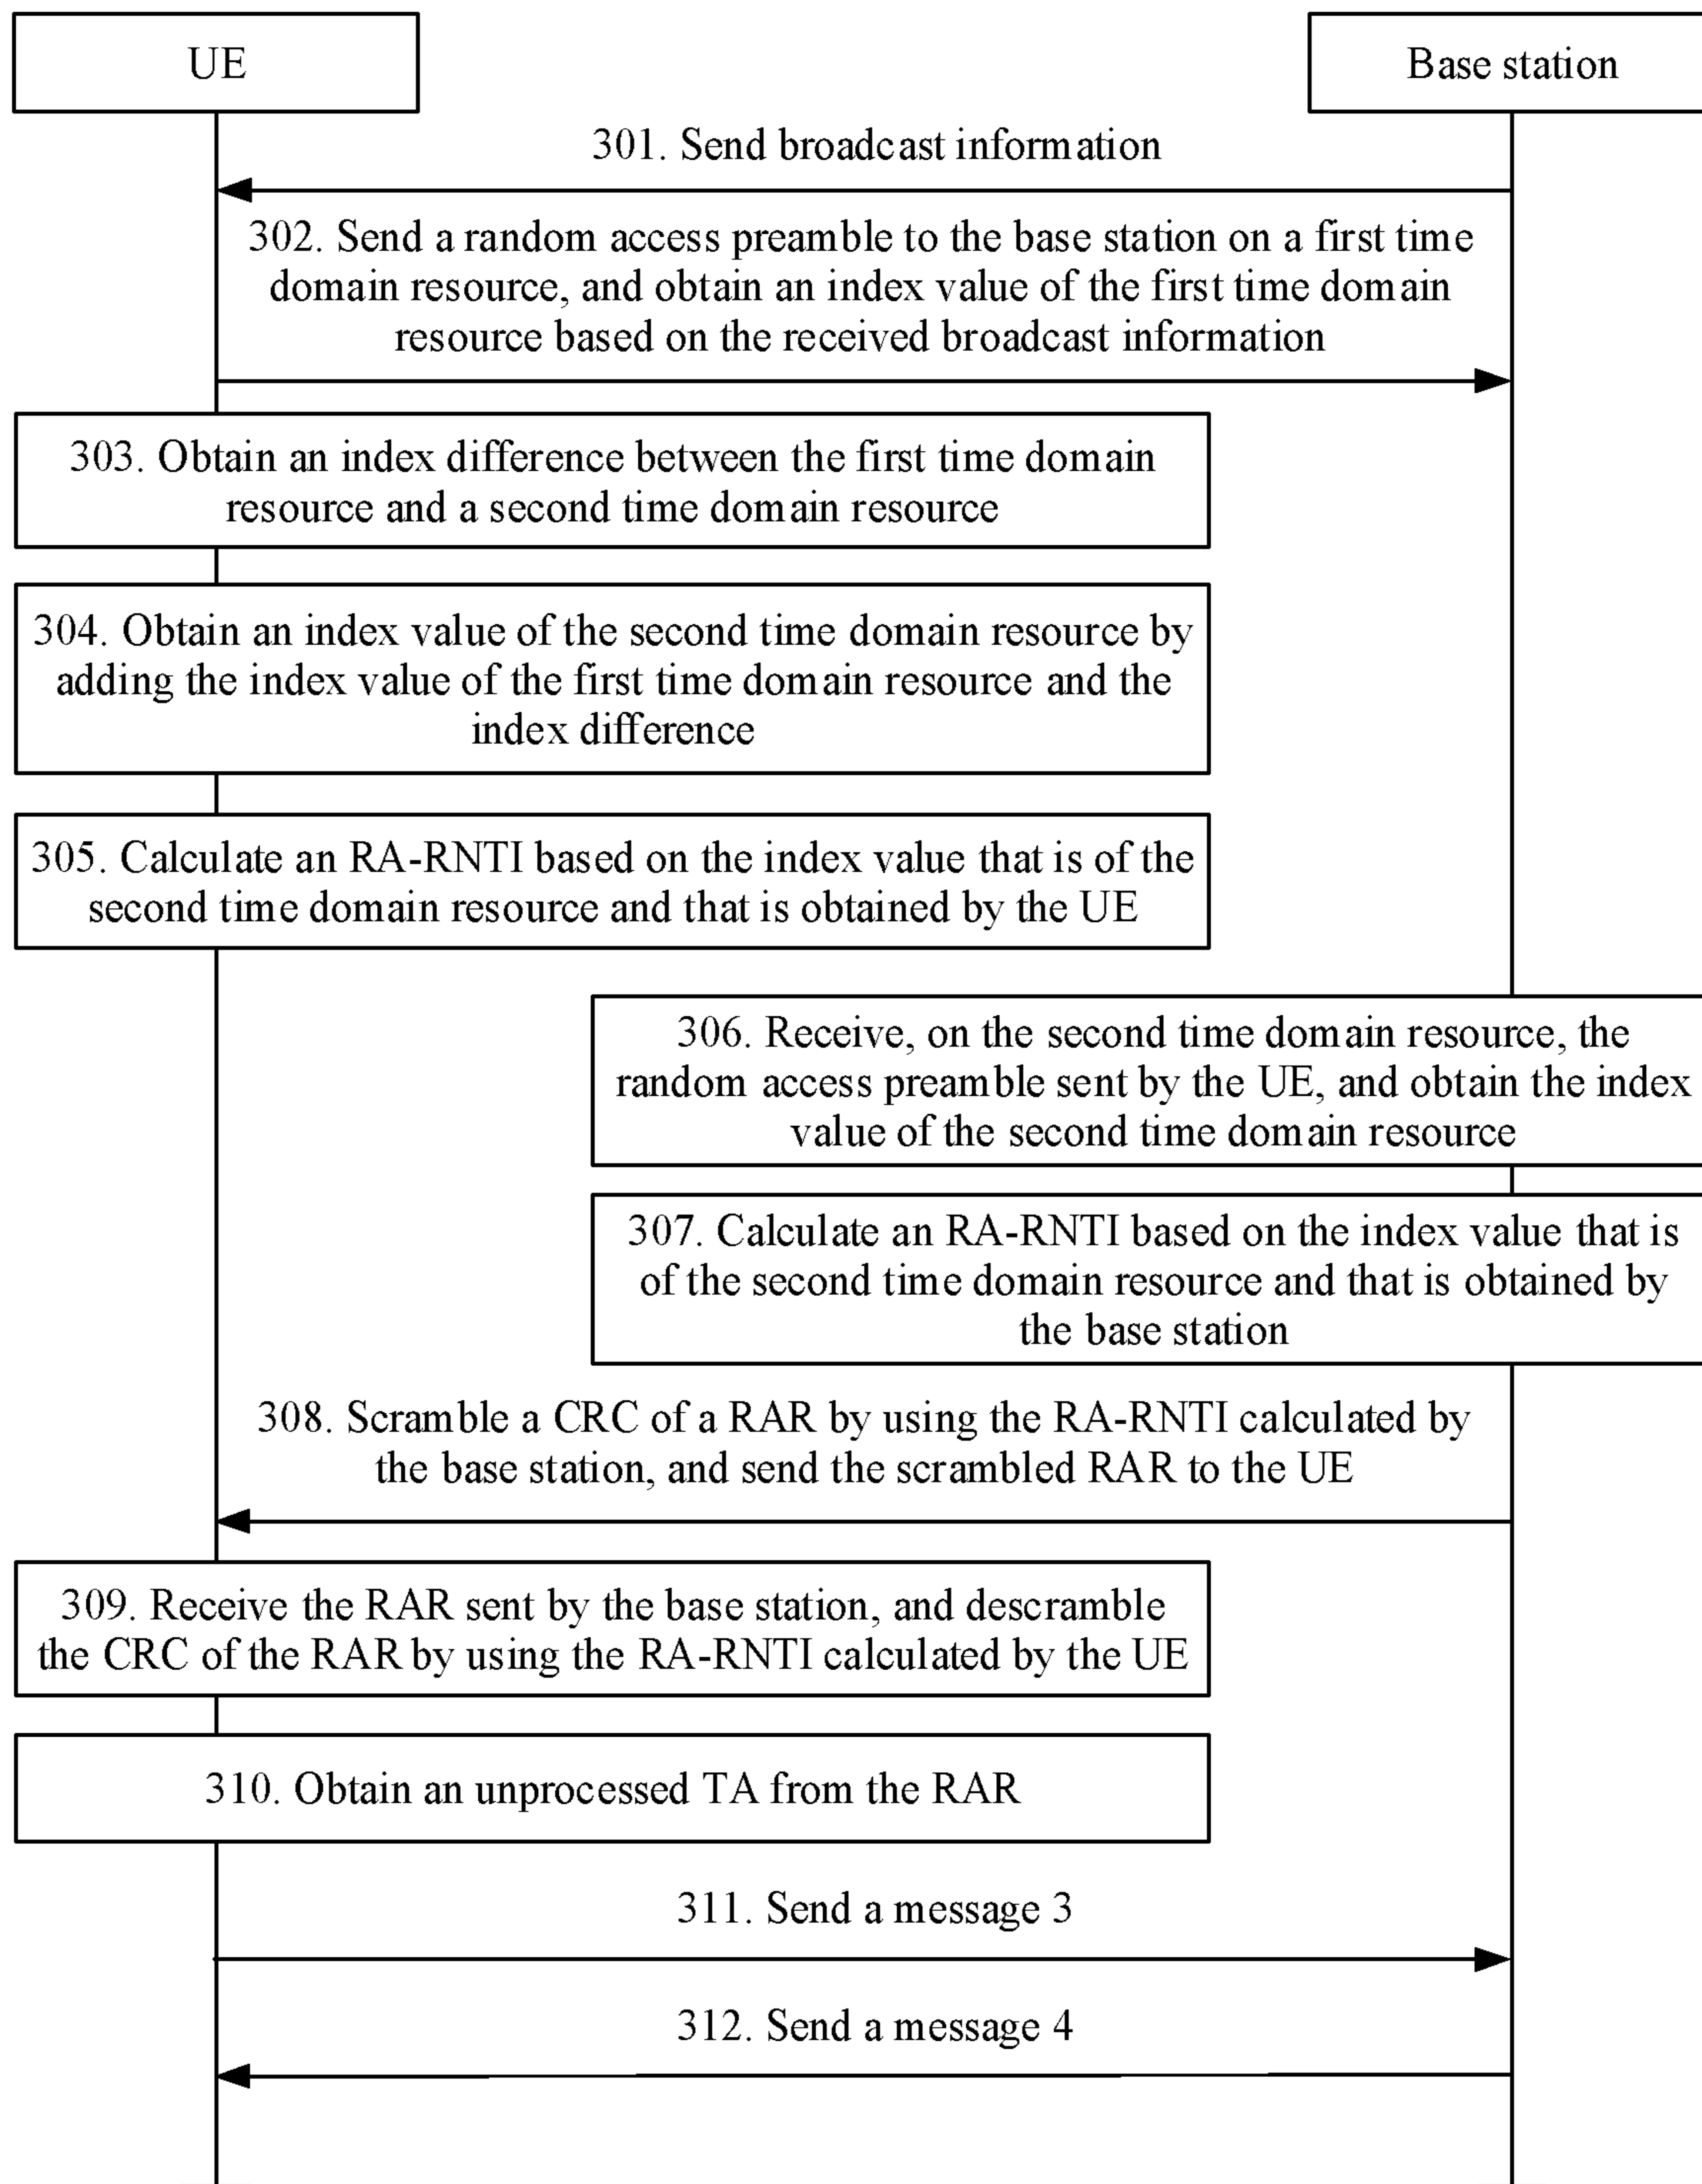 UE
Base station
301. Send broadcast information
302. Send a random access preamble to the base station on a first time
domain resource, and obtain an index value of the first time domain
resource based on the received broadcast information
303. Obtain an index difference between the first time domain
resource and a second time domain resource
304. Obtain an index value of the second time domain resource by
adding the index value of the first time domain resource and the
index difference
305. Calculate an RA-RNTI based on the index value that is of the
second time domain resource and that is obtained by the UE
306. Receive, on the second time domain resource, the
random access preamble sent by the UE, and obtain the index
value of the second time domain resource
307. Calculate an RA-RNTI based on the index value that is
of the second time domain resource and that is obtained by
the base station
308. Scramble a CRC of a RAR by using the RA-RNTI calculated by
the base station, and send the scrambled RAR to the UE
309. Receive the RAR sent by the base station, and descramble
the CRC of the RAR by using the RA-RNTI calculated by the UE
310. Obtain an unprocessed TA from the RAR
311. Send a message 3
312. Send a message 4